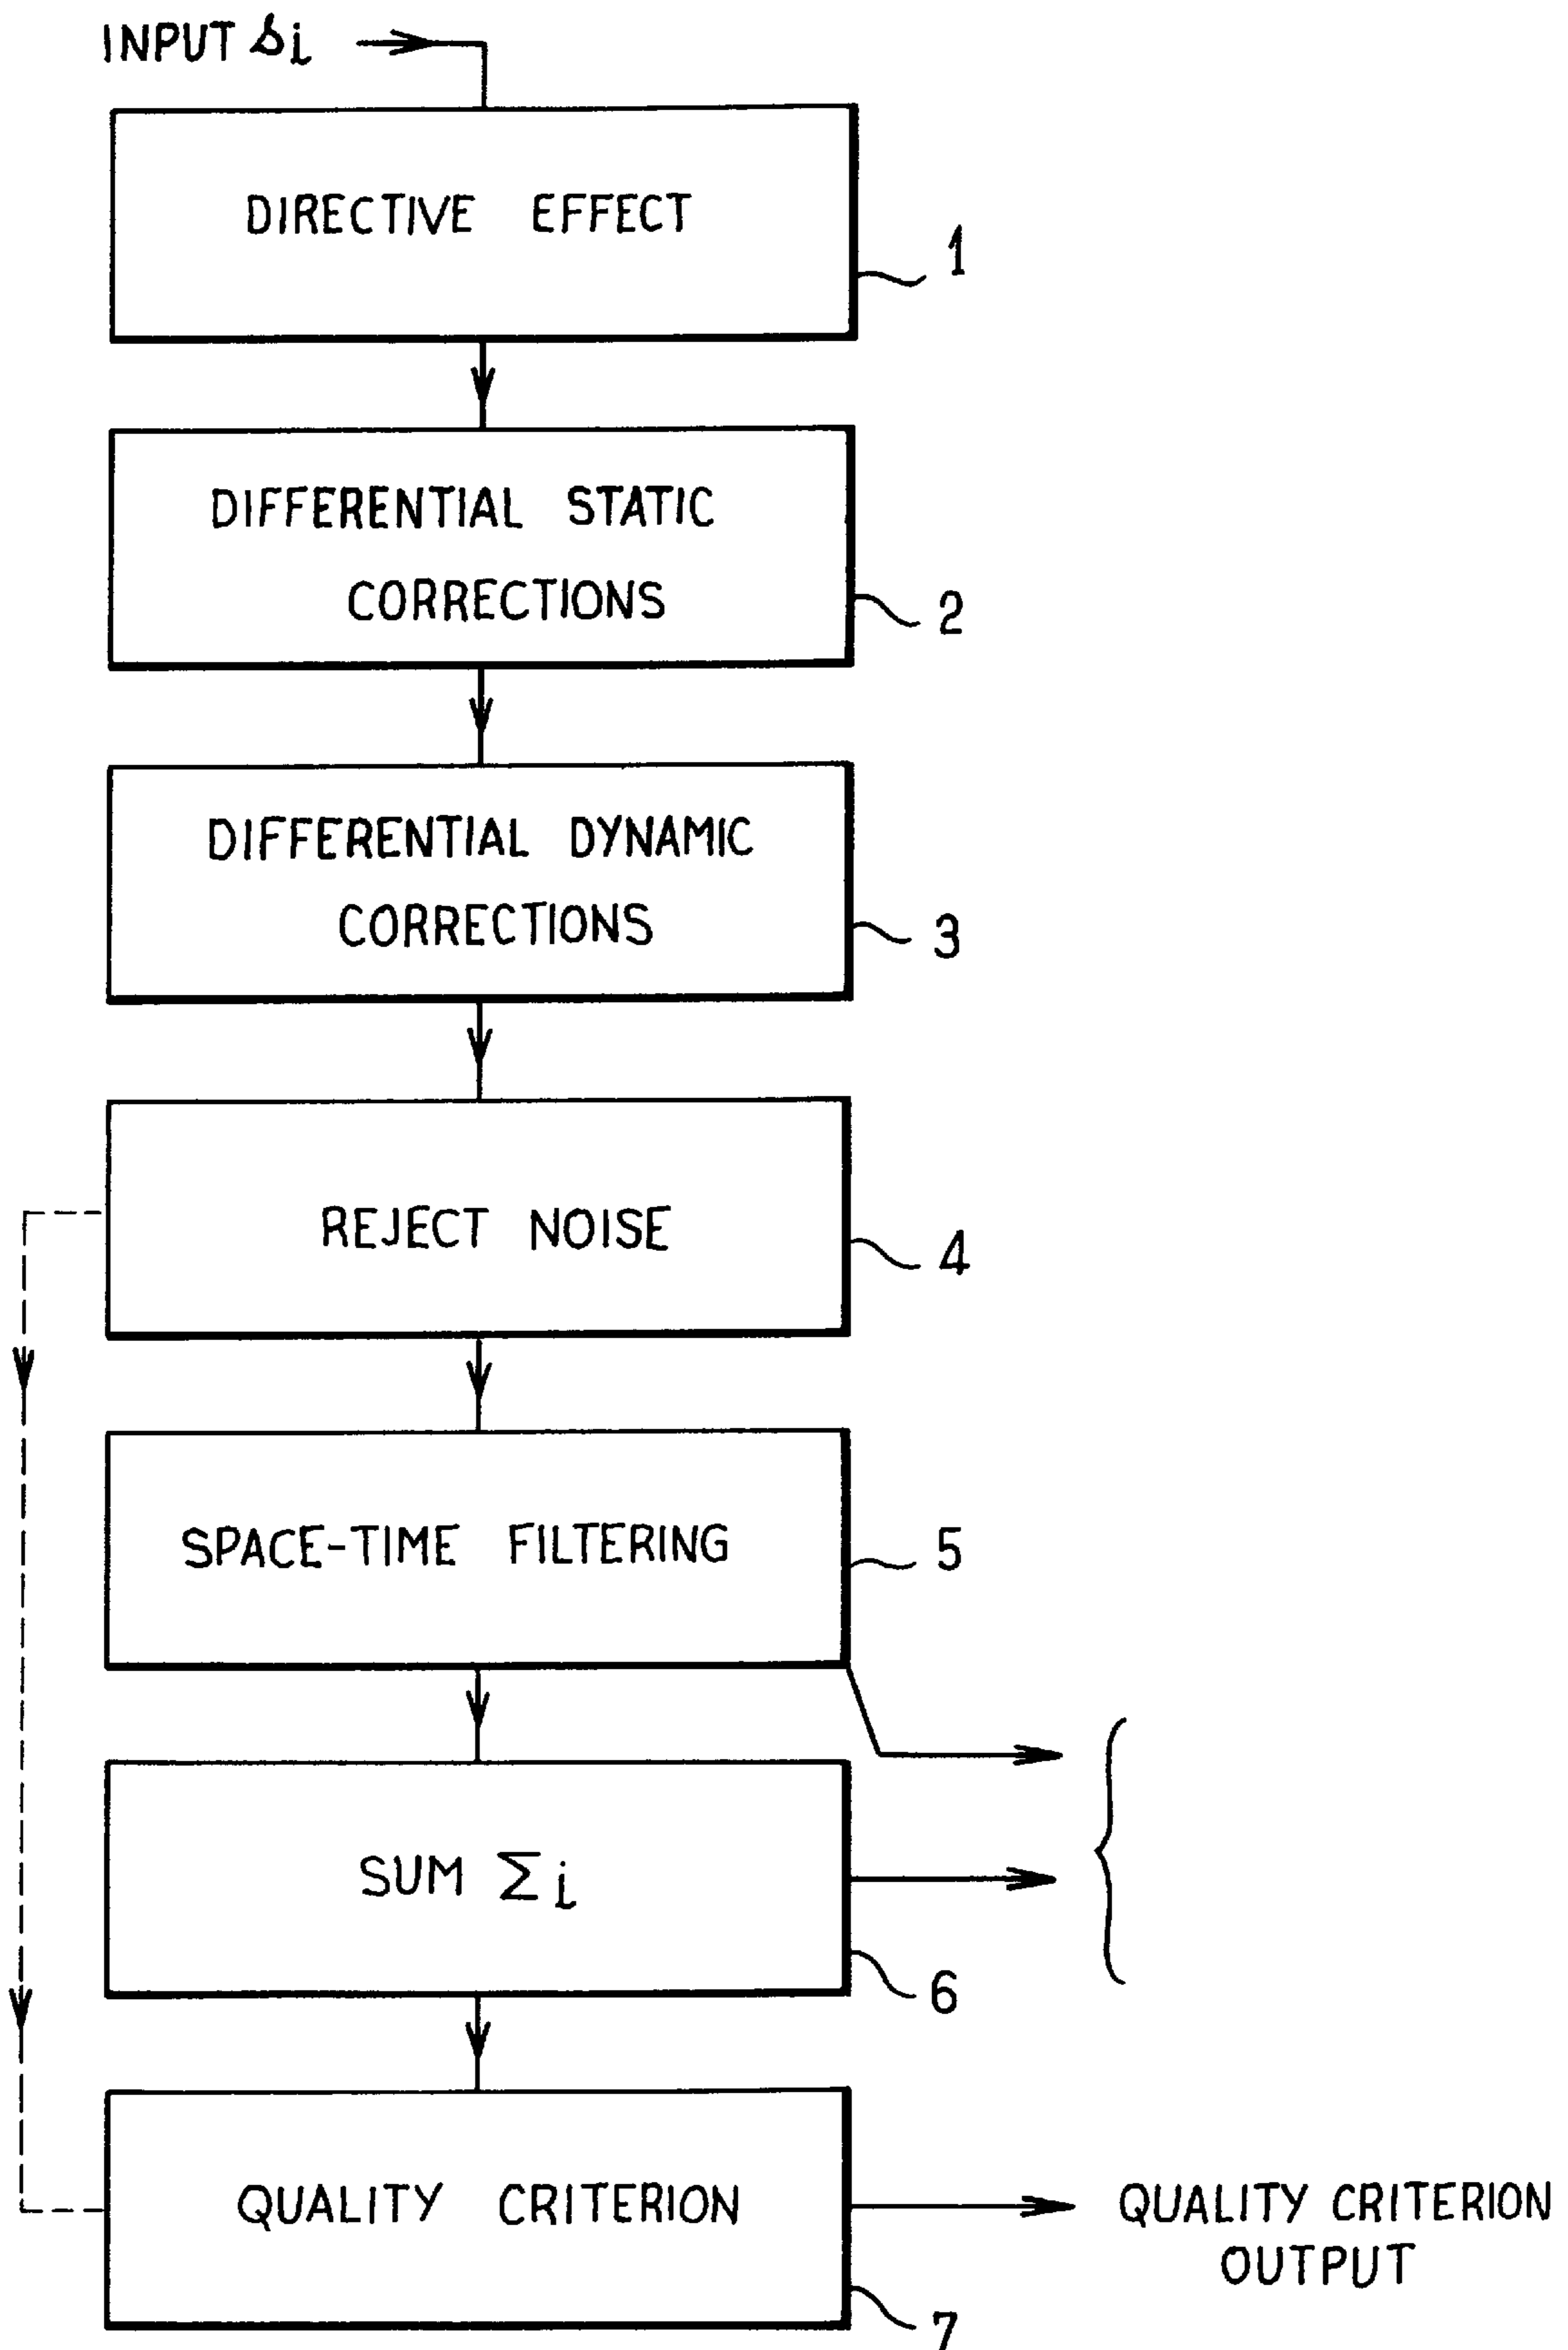 INPUT si
DIRECTIVE EFFECT
1
DIFFERENTIAL STATIC
CORRECTIONS
2
DIFFERENTIAL DYNAMIC
CORRECTIONS
3
REJECT NOISE
4
SPACE-TIME FILTERING
5
SUM Σi
6
QUALITY CRITERION
QUALITY CRITERION
OUTPUT
7